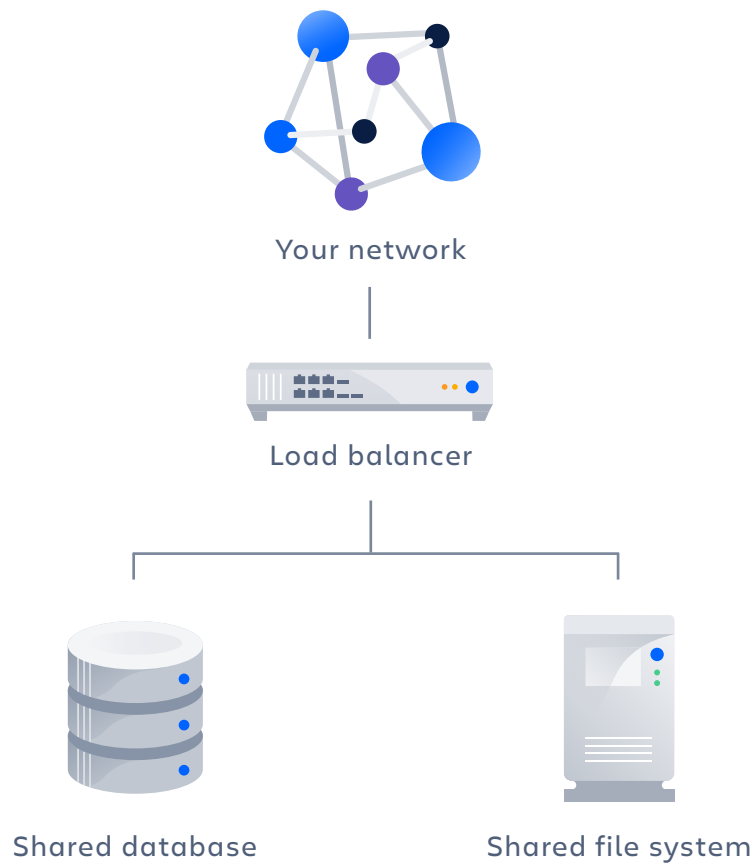 Your network
Load balancer
Shared database
Shared file system